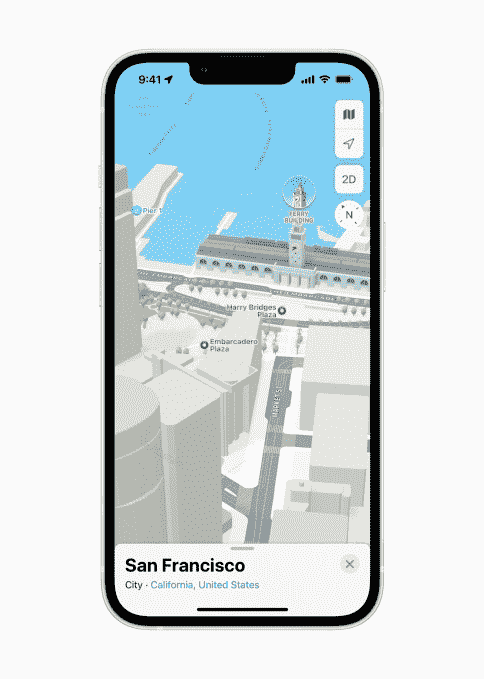 9:41
2D
N
FERRY
BUILDING
Pier 1
Harry Bridges
Plaza
Embarcadero
Plaza
MARKET ST
San Francisco
City · California, United States